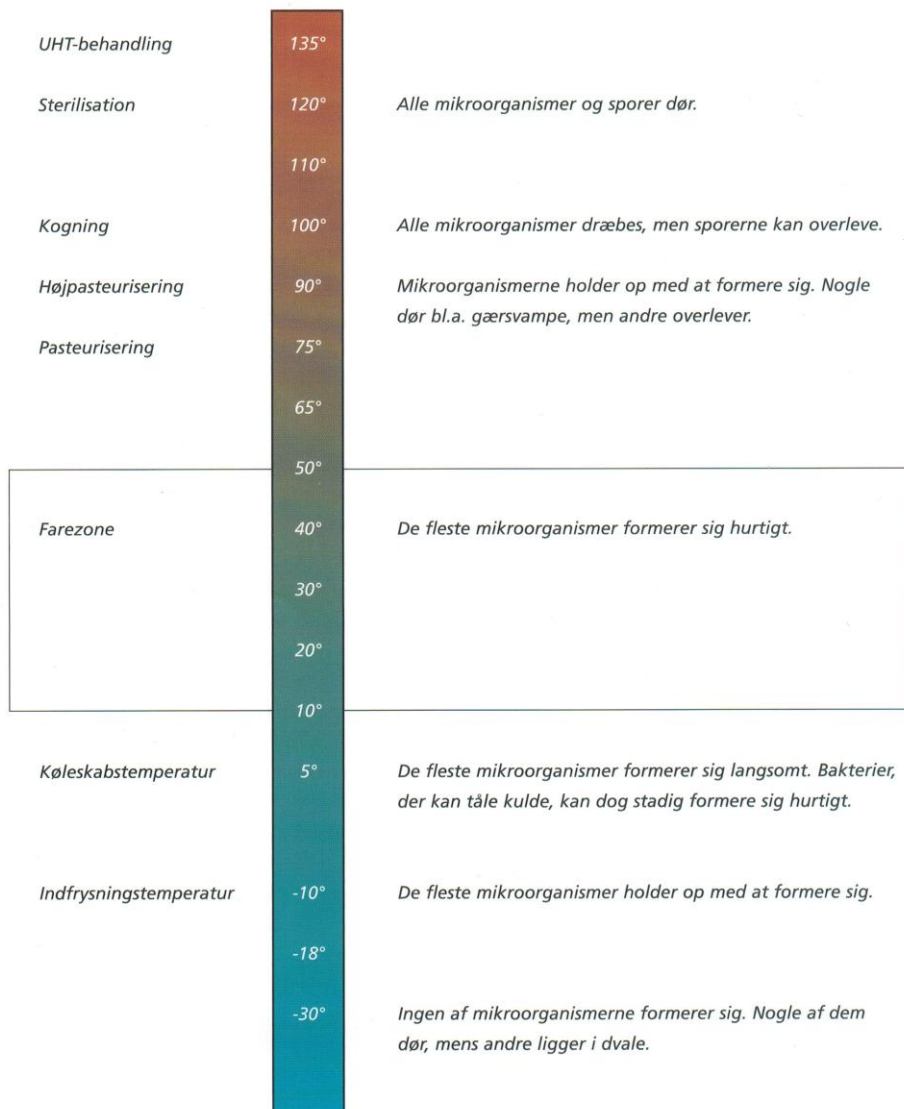 UHT-behandling 135°
Sterilisation 120° Alle mikroorganismer og sporer dør.
110°
Kogning 100° Alle mikroorganismer dræbes, men sporerne kan overleve.
Højpasteurisering 90° Mikroorganismerne holder op med at formere sig. Nogle
dør bl.a. gærsvampe, men andre overlever.
Pasteurisering 75°
65°
50°
Farezone 40° De fleste mikroorganismer formerer sig hurtigt.
30°
20°
10°
Køleskabstemperatur 5° De fleste mikroorganismer formerer sig langsomt. Bakterier,
der kan tåle kulde, kan dog stadig formere sig hurtigt.
Indfrysningstemperatur -10° De fleste mikroorganismer holder op med at formere sig.
-18°
-30° Ingen af mikroorganismerne formerer sig. Nogle af dem
dør, mens andre ligger i dvale.